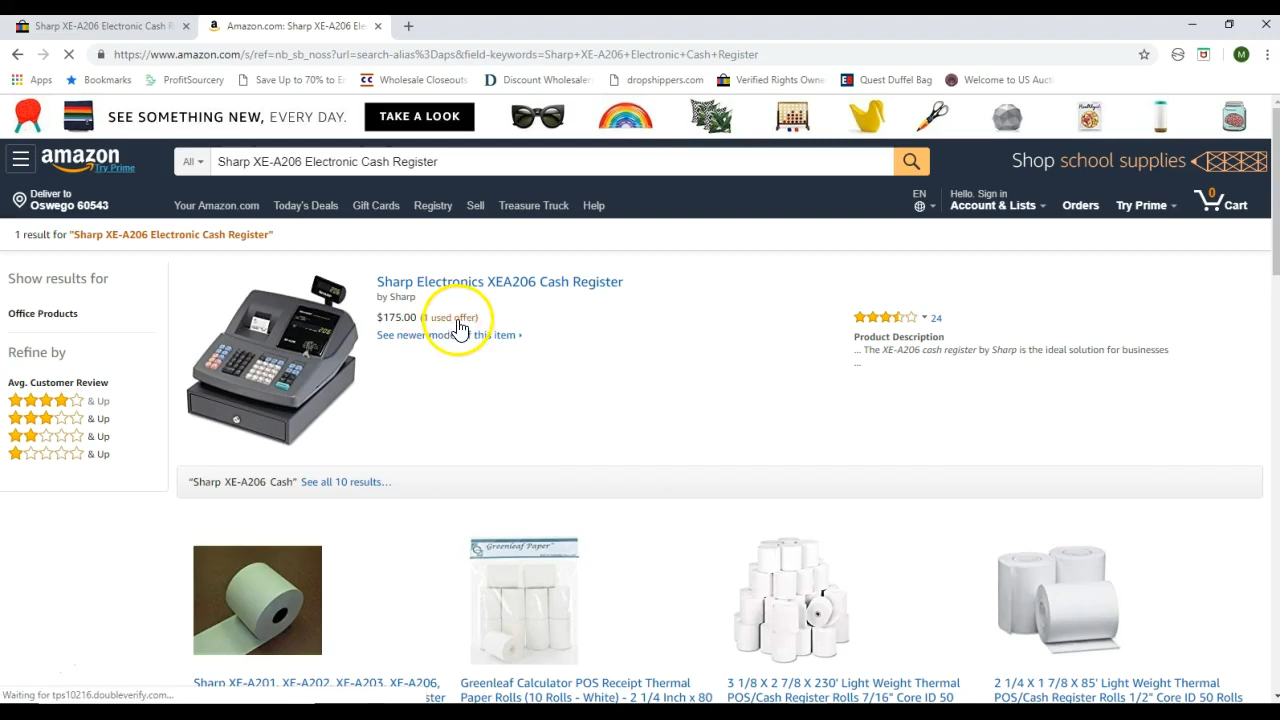 Sharp XE-A206 Electronic Cash R
Amazon.com: Sharp XE-A206 Ele
https://www.amazon.com/s/ref=nb_sb_noss?url=search-alias%3Daps&field-keywords=Sharp+XE-A206+Electronic+Cash+Register
M
Apps Bookmarks ProfitSourcery Save Up to 70% to E Wholesale Closeouts Discount Wholesaler dropshippers.com Verified Rights Owne Quest Duffel Bag Welcome to US Aucti
SEE SOMETHING NEW, EVERY DAY. TAKE A LOOK
amazon
Try Prime
All Sharp XE-A206 Electronic Cash Register
Shop school supplies
Deliver to
Oswego 60543
Your Amazon.com Today's Deals Gift Cards Registry Sell Treasure Truck Help
EN
Hello. Sign in
Account & Lists
Orders Try Prime 0 Cart
1 result for "Sharp XE-A206 Electronic Cash Register"
Show results for
Office Products
Refine by
Avg. Customer Review
& Up
& Up
& Up
& Up
Sharp Electronics XEA206 Cash Register
by Sharp
$175.00 (1 used offer)
See newer mode of this item
24
Product Description
... The XE-A206 cash register by Sharp is the ideal solution for businesses
...
"Sharp XE-A206 Cash" See all 10 results...
Greenleaf Paper
Sharp XE-A201, XE-A202, XE-A203, XE-A206,
ister
Greenleaf Calculator POS Receipt Thermal
Paper Rolls (10 Rolls - White) - 2 1/4 Inch x 80
3 1/8 X 2 7/8 X 230' Light Weight Thermal
POS/Cash Register Rolls 7/16" Core ID 50
2 1/4 X 1 7/8 X 85' Light Weight Thermal
POS/Cash Register Rolls 1/2" Core ID 50 Rolls
Waiting for tps10216.doubleverify.com...